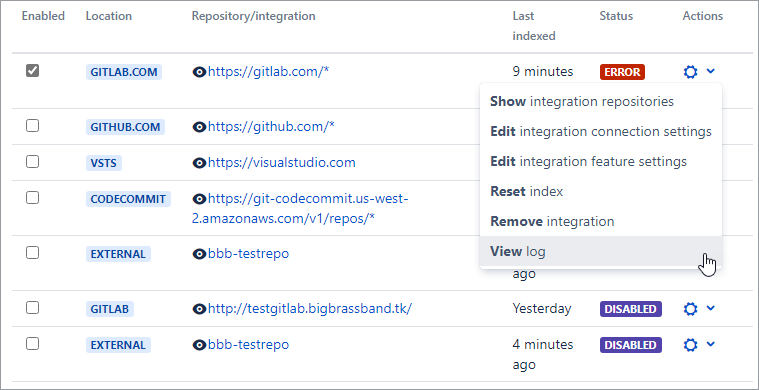 Enabled Location Repository/integration Last indexed Status Actions
GITLAB.COM https://gitlab.com/* 9 minutes ERROR
Show integration repositories
GITHUB.COM https://github.com/*
Edit integration connection settings
VSTS https://visualstudio.com
Edit integration feature settings
CODECOMMIT https://git-codecommit.us-west-
2.amazonaws.com/v1/repos/*
Reset index
Remove integration
EXTERNAL bbb-testrepo
View log
ago
GITLAB http://testgitlab.bigbrassband.tk/ Yesterday DISABLED
EXTERNAL bbb-testrepo 4 minutes DISABLED
ago